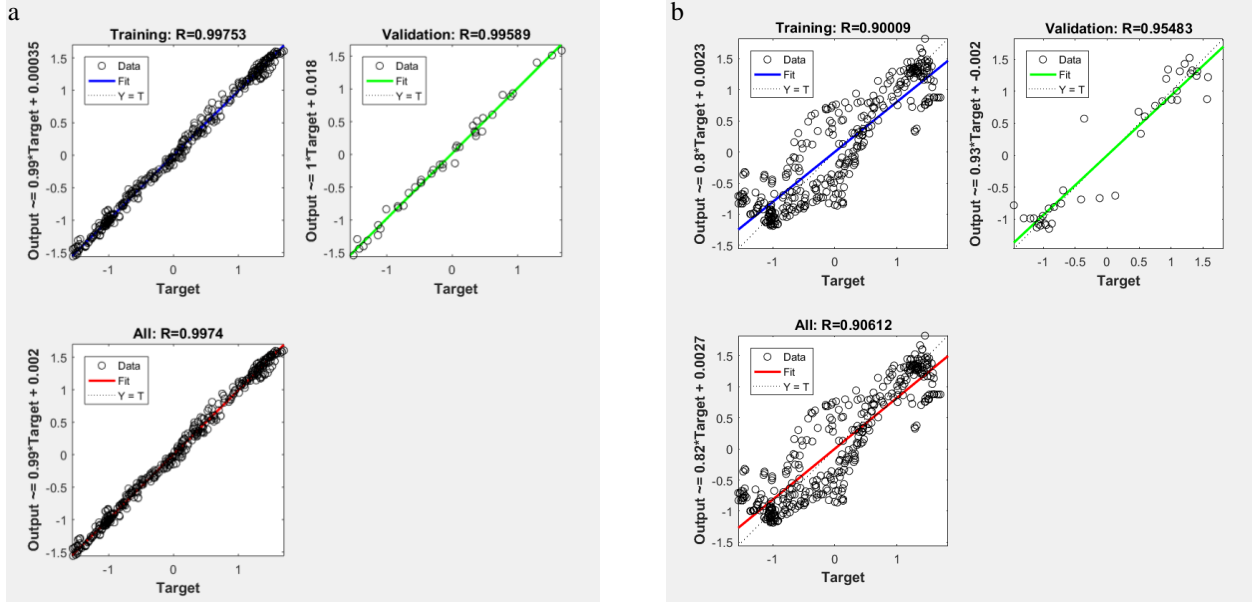 a
Training: R=0.99753
Output ~= 0.99*Target + 0.00035
1.5
1
0.5
0
-0.5
-1
-1.5
Data
Fit
Y = T
-1
0
1
Target
Validation: R=0.99589
Output ~= 1*Target + 0.018
1.5
1
0.5
0
-0.5
-1
-1.5
Data
Fit
Y = T
-1
0
1
Target
All: R=0.9974
Output ~= 0.99*Target + 0.002
1.5
1
0.5
0
-0.5
-1
-1.5
Data
Fit
Y = T
-1
0
1
Target
b
Training: R=0.90009
Output ~= 0.8*Target + 0.0023
1.5
1
0.5
0
-0.5
-1
-1.5
Data
Fit
Y = T
-1
0
1
Target
Validation: R=0.95483
Output ~= 0.93*Target + -0.002
1.5
1
0.5
0
-0.5
-1
Data
Fit
Y = T
-1
-0.5
0
0.5
1
1.5
Target
All: R=0.90612
Output ~= 0.82*Target + 0.0027
1.5
1
0.5
0
-0.5
-1
-1.5
Data
Fit
Y = T
-1
0
1
Target